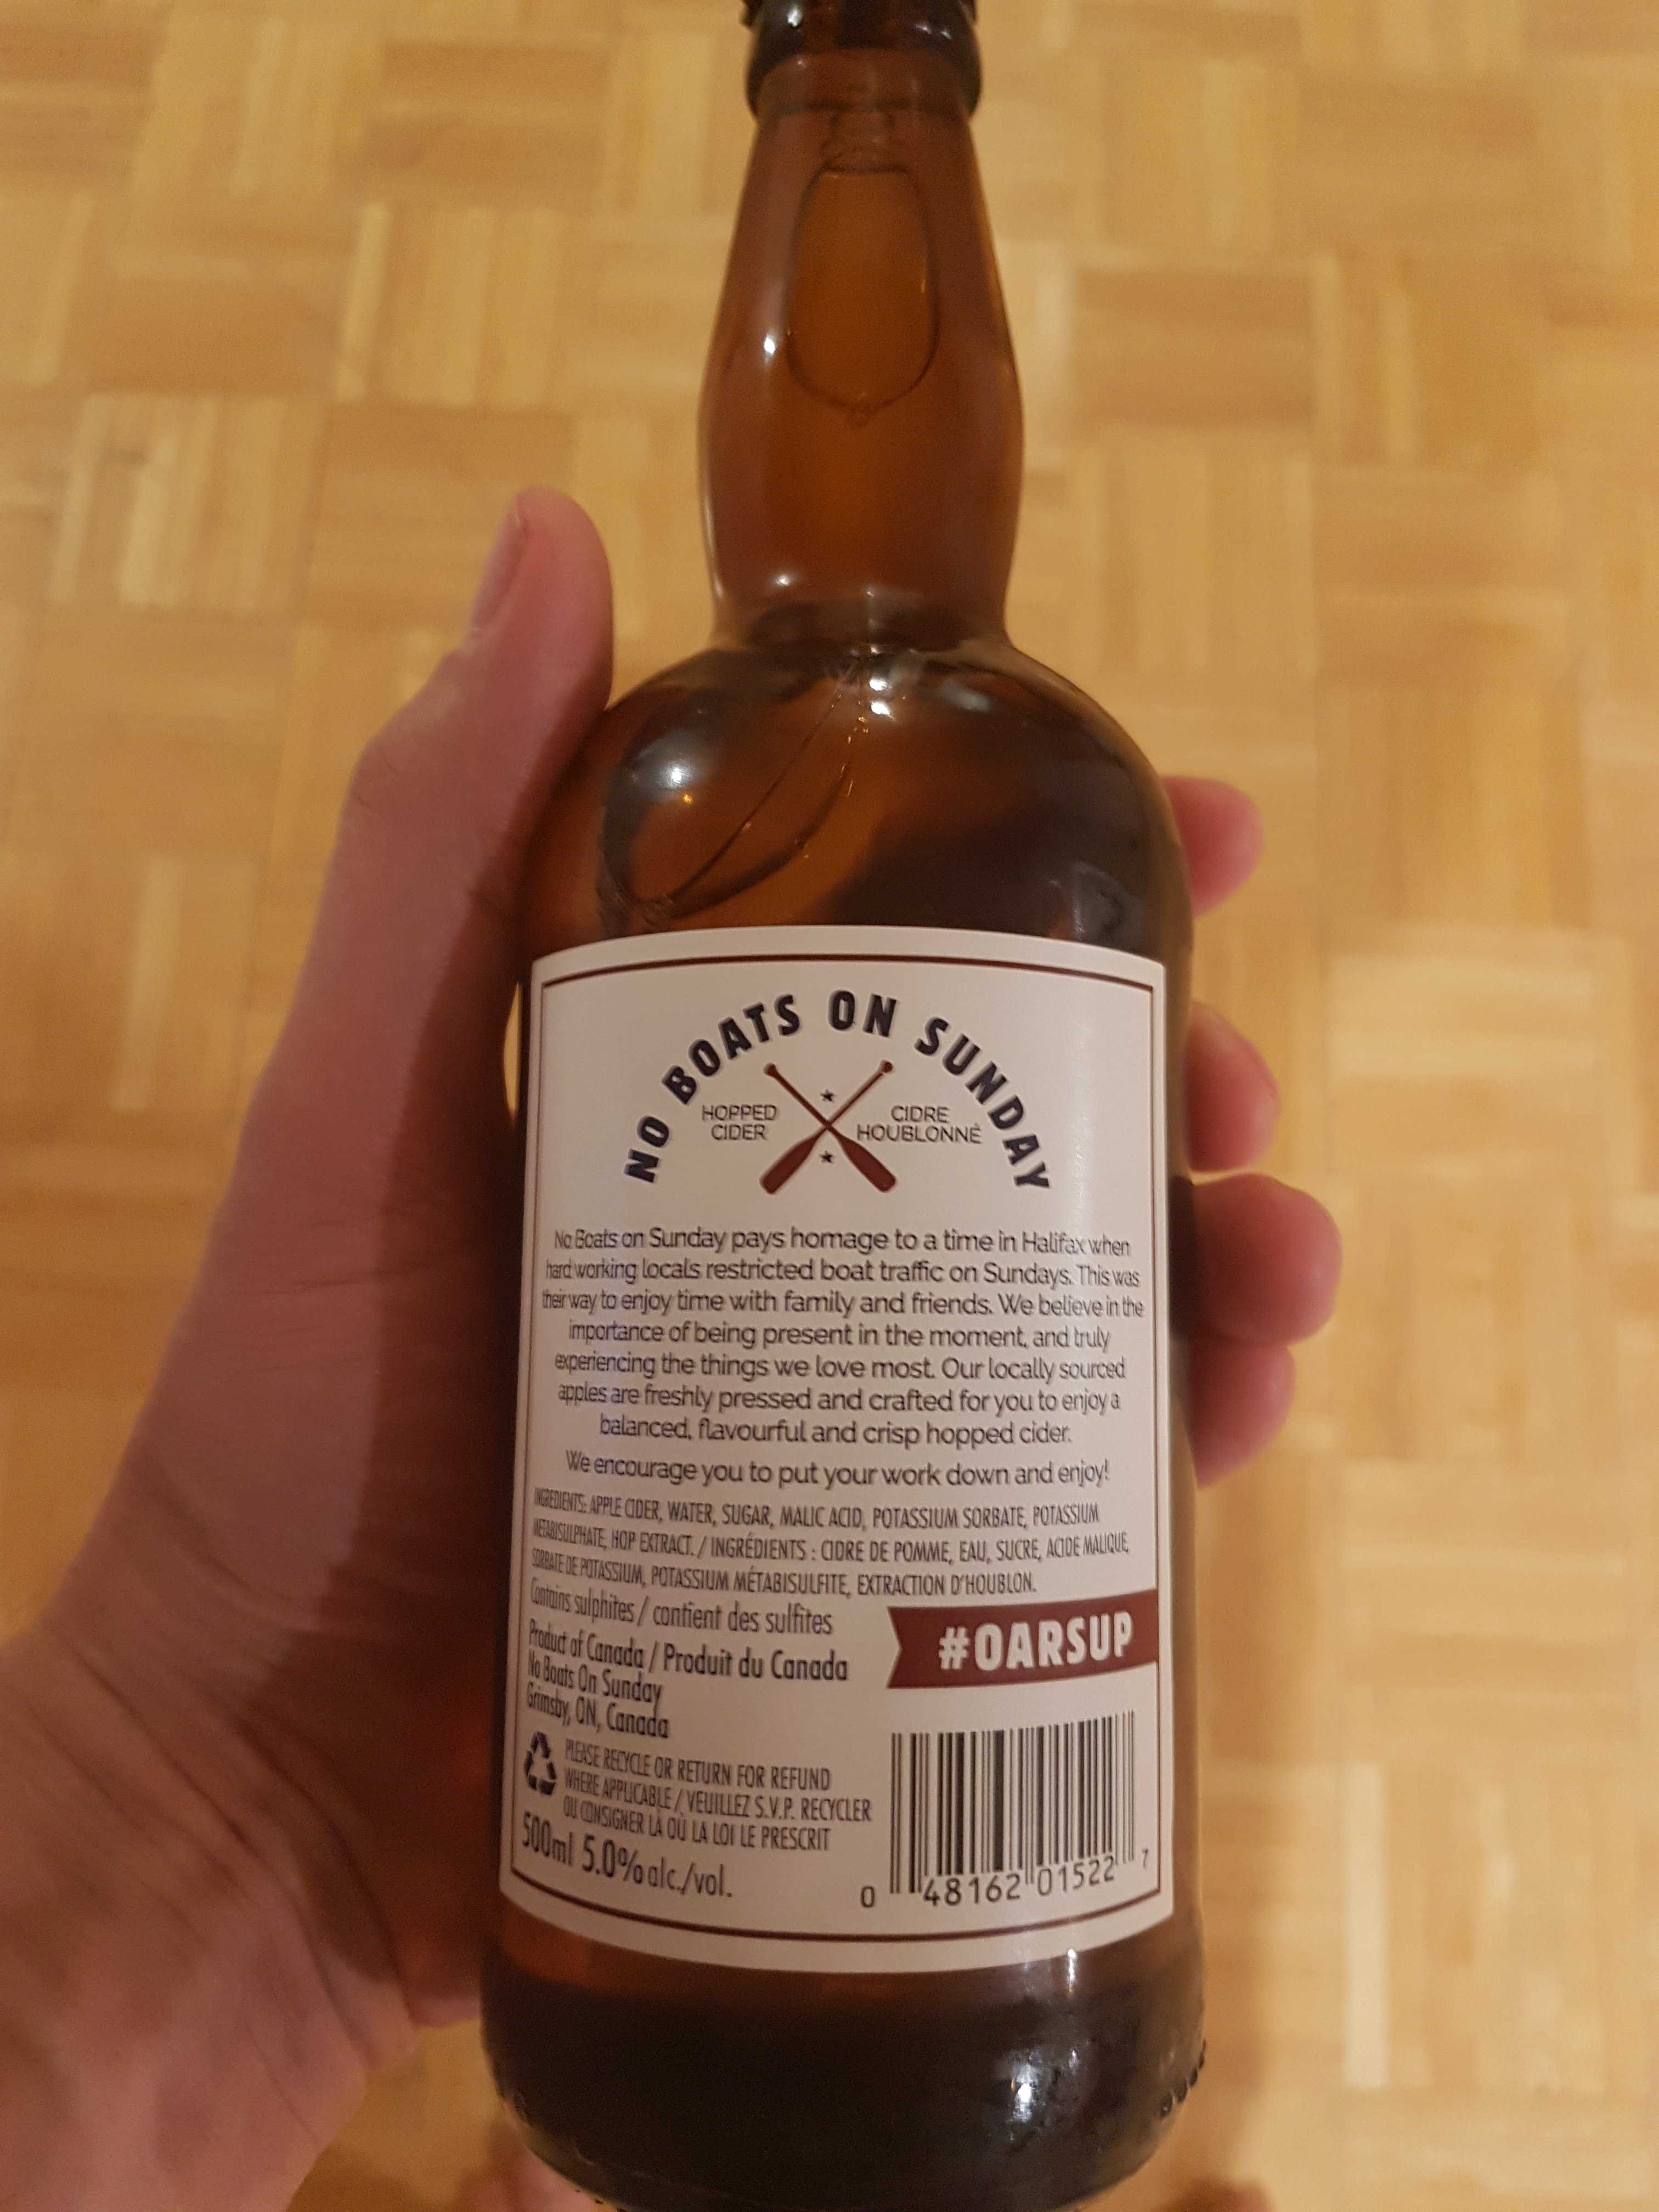 NO BOATS ON SUNDAY
HOPPED
CIDER
CIDRE
HOUBLONNÉ
No Boats on Sunday pays homage to a time in Halifax when
hard working locals restricted boat traffic on Sundays. This was
their way to enjoy time with family and friends. We believe in the
importance of being present in the moment, and truly
experiencing the things we love most. Our locally sourced
apples are freshly pressed and crafted for you to enjoy a
balanced, flavourful and crisp hopped cider.
We encourage you to put your work down and enjoy!
INGREDIENTS: APPLE CIDER, WATER, SUGAR, MALIC ACID, POTASSIUM SORBATE, POTASSIUM
METABISULPHATE, HOP EXTRACT. / INGRÉDIENTS : CIDRE DE POMME, EAU, SUCRE, ACIDE MALIQUE,
SORBATE DE POTASSIUM, POTASSIUM MÉTABISULFITE, EXTRACTION D'HOUBLON.
Contains sulphites / contient des sulfites
Product of Canada / Produit du Canada
No Boats On Sunday
Grimsby, ON, Canada
#OARSUP
PLEASE RECYCLE OR RETURN FOR REFUND
WHERE APPLICABLE / VEUILLEZ S.V.P. RECYCLER
OU CONSIGNER LÀ OÙ LA LOI LE PRESCRIT
500ml 5.0% alc./vol.
0 48162 01522 7